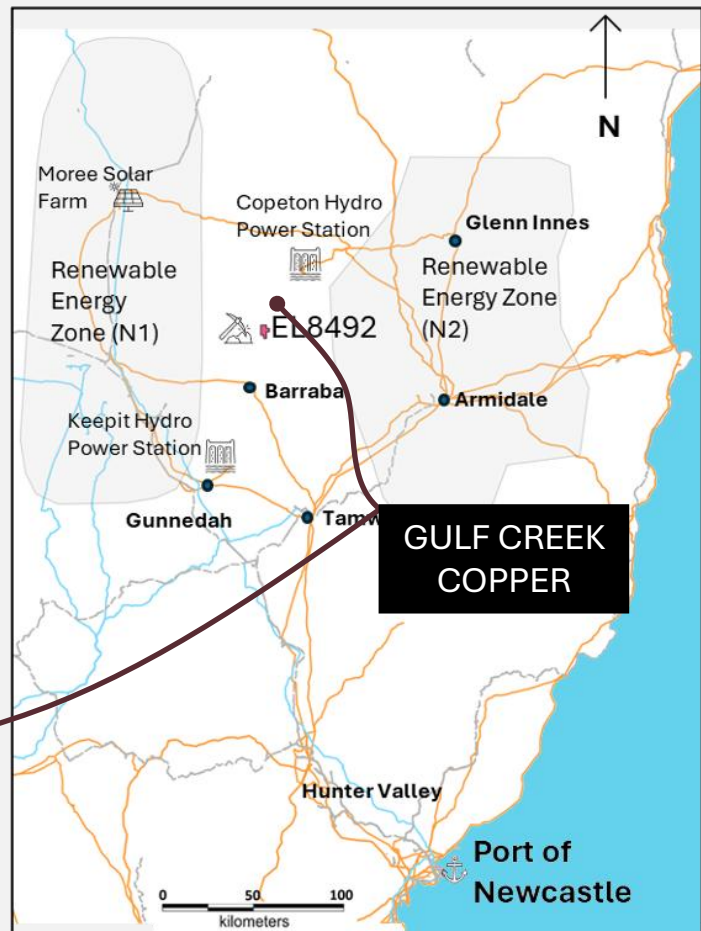 N
Moree Solar
Farm
Copeton Hydro
Power Station
Glenn Innes
Renewable
Energy
Zone (N1)
Renewable
Energy Zone
(N2)
EL8492
Barraba
Armidale
Keepit Hydro
Power Station
Gunnedah
Tamw
GULF CREEK
COPPER
Hunter Valley
Port of
Newcastle
0 50 100
kilometers